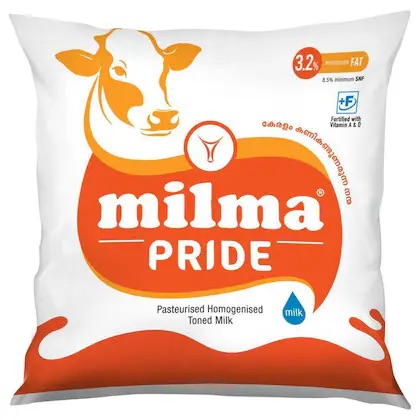 3.2% minimum FAT
8.5% minimum SNF
+F
Fortified with
Vitamin A & D
കേരളം കണികണ്ടുണരുന്ന നന്മ
milma®
PRIDE
Pasteurised Homogenised
Toned Milk
milk